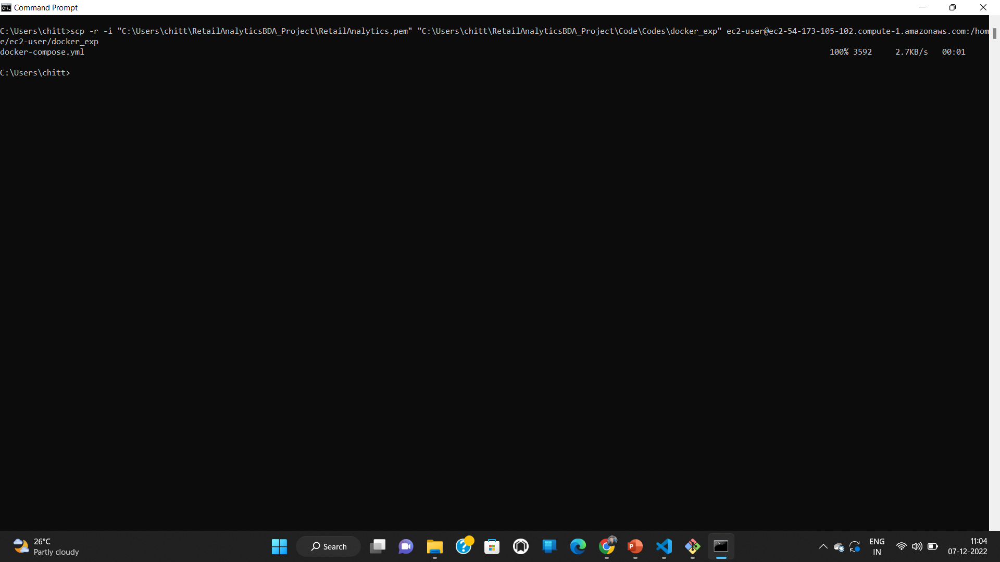 Command Prompt
C:\Users\chitt>scp -r -i "C:\Users\chitt\RetailAnalyticsBDA_Project\RetailAnalytics.pem" "C:\Users\chitt\RetailAnalyticsBDA_Project\Code\Codes\docker_exp" ec2-user@ec2-54-173-105-102.compute-1.amazonaws.com:/hom
e/ec2-user/docker_exp
docker-compose.yml 100% 3592 2.7KB/s 00:01
C:\Users\chitt>
26°C
Partly cloudy
Search
ENG
IN
11:04
07-12-2022